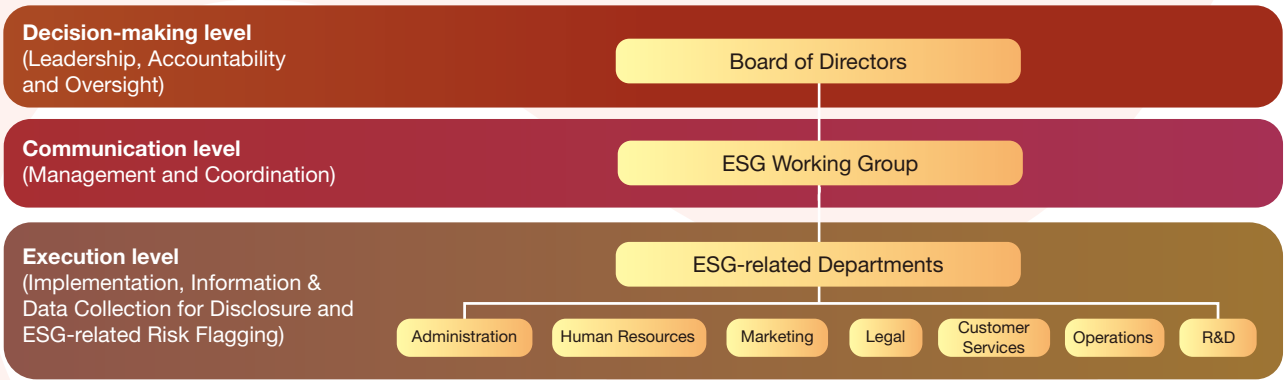 Decision-making level
(Leadership, Accountability
and Oversight)
Board of Directors
Communication level
(Management and Coordination)
ESG Working Group
Execution level
(Implementation, Information &
Data Collection for Disclosure and
ESG-related Risk Flagging)
ESG-related Departments
Administration
Human Resources
Marketing
Legal
Customer
Services
Operations
R&D